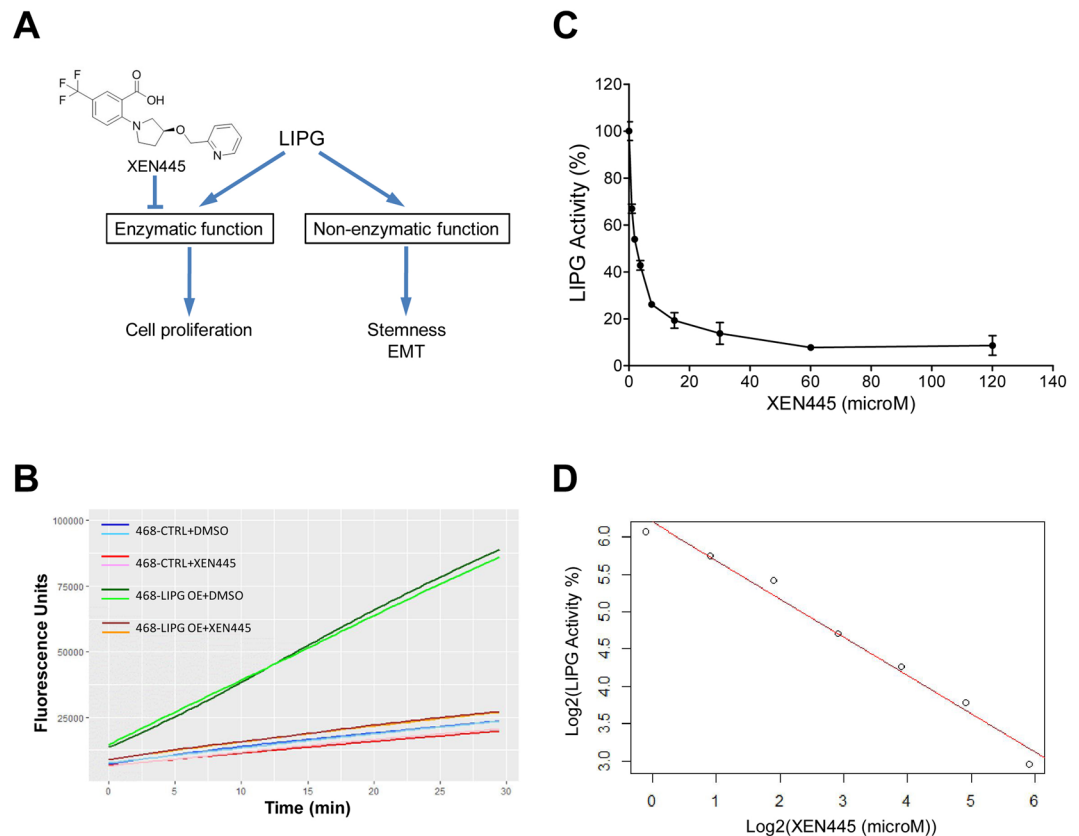 A
F
F
F
O
OH
N
O
N
XEN445
LIPG
Enzymatic function
Non-enzymatic function
Cell proliferation
Stemness
EMT
C
LIPG Activity (%)
120
100
80
60
40
20
0
0 20 40 60 80 100 120 140
XEN445 (microM)
B
Fluorescence Units
100000
75000
50000
25000
468-CTRL+DMSO
468-CTRL+XEN445
468-LIPG OE+DMSO
468-LIPG OE+XEN445
0 5 10 15 20 25 30
Time (min)
D
Log2(LIPG Activity %)
6.0
5.5
5.0
4.5
4.0
3.5
3.0
0 1 2 3 4 5 6
Log2(XEN445 (microM))